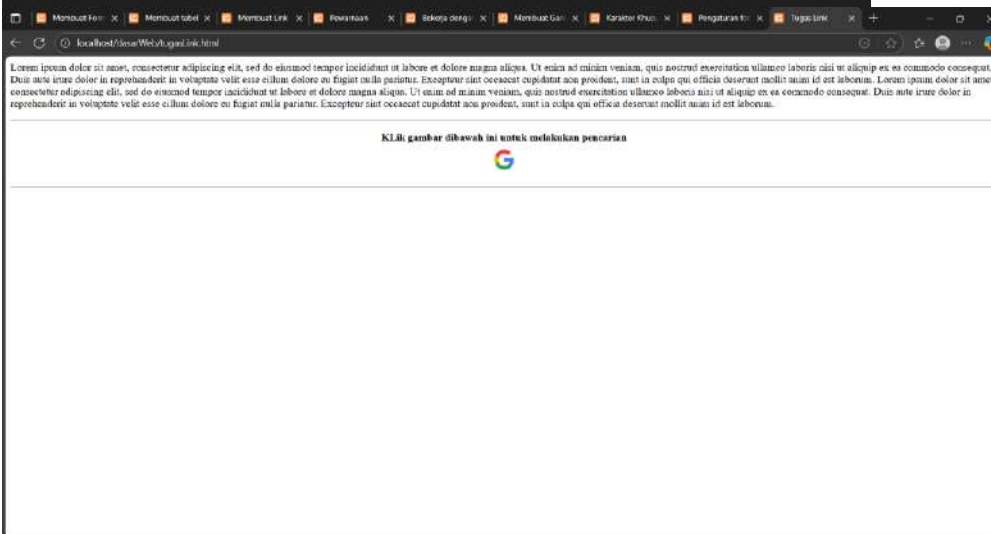 Membuat Form
Membuat tabel
Membuat Link
Pewarnaan
Bekerja denga
Membuat Gam
Karakter Khus
Pengaturan for
Tugas Link
localhost/dasarWeb/tugasLink.html
Lorem ipsum dolor sit amet, consectetur adipiscing elit, sed do eiusmod tempor incididunt ut labore et dolore magna aliqua. Ut enim ad minim veniam, quis nostrud exercitation ullamco laboris nisi ut aliquip ex ea commodo consequat.
Duis aute irure dolor in reprehenderit in voluptate velit esse cillum dolore eu fugiat nulla pariatur. Excepteur sint occaecat cupidatat non proident, sunt in culpa qui officia deserunt mollit anim id est laborum. Lorem ipsum dolor sit amet
consectetur adipiscing elit, sed do eiusmod tempor incididunt ut labore et dolore magna aliqua. Ut enim ad minim veniam, quis nostrud exercitation ullamco laboris nisi ut aliquip ex ea commodo consequat. Duis aute irure dolor in
reprehenderit in voluptate velit esse cillum dolore eu fugiat nulla pariatur. Excepteur sint occaecat cupidatat non proident, sunt in culpa qui officia deserunt mollit anim id est laborum.
KLik gambar dibawah ini untuk melakukan pencarian
G